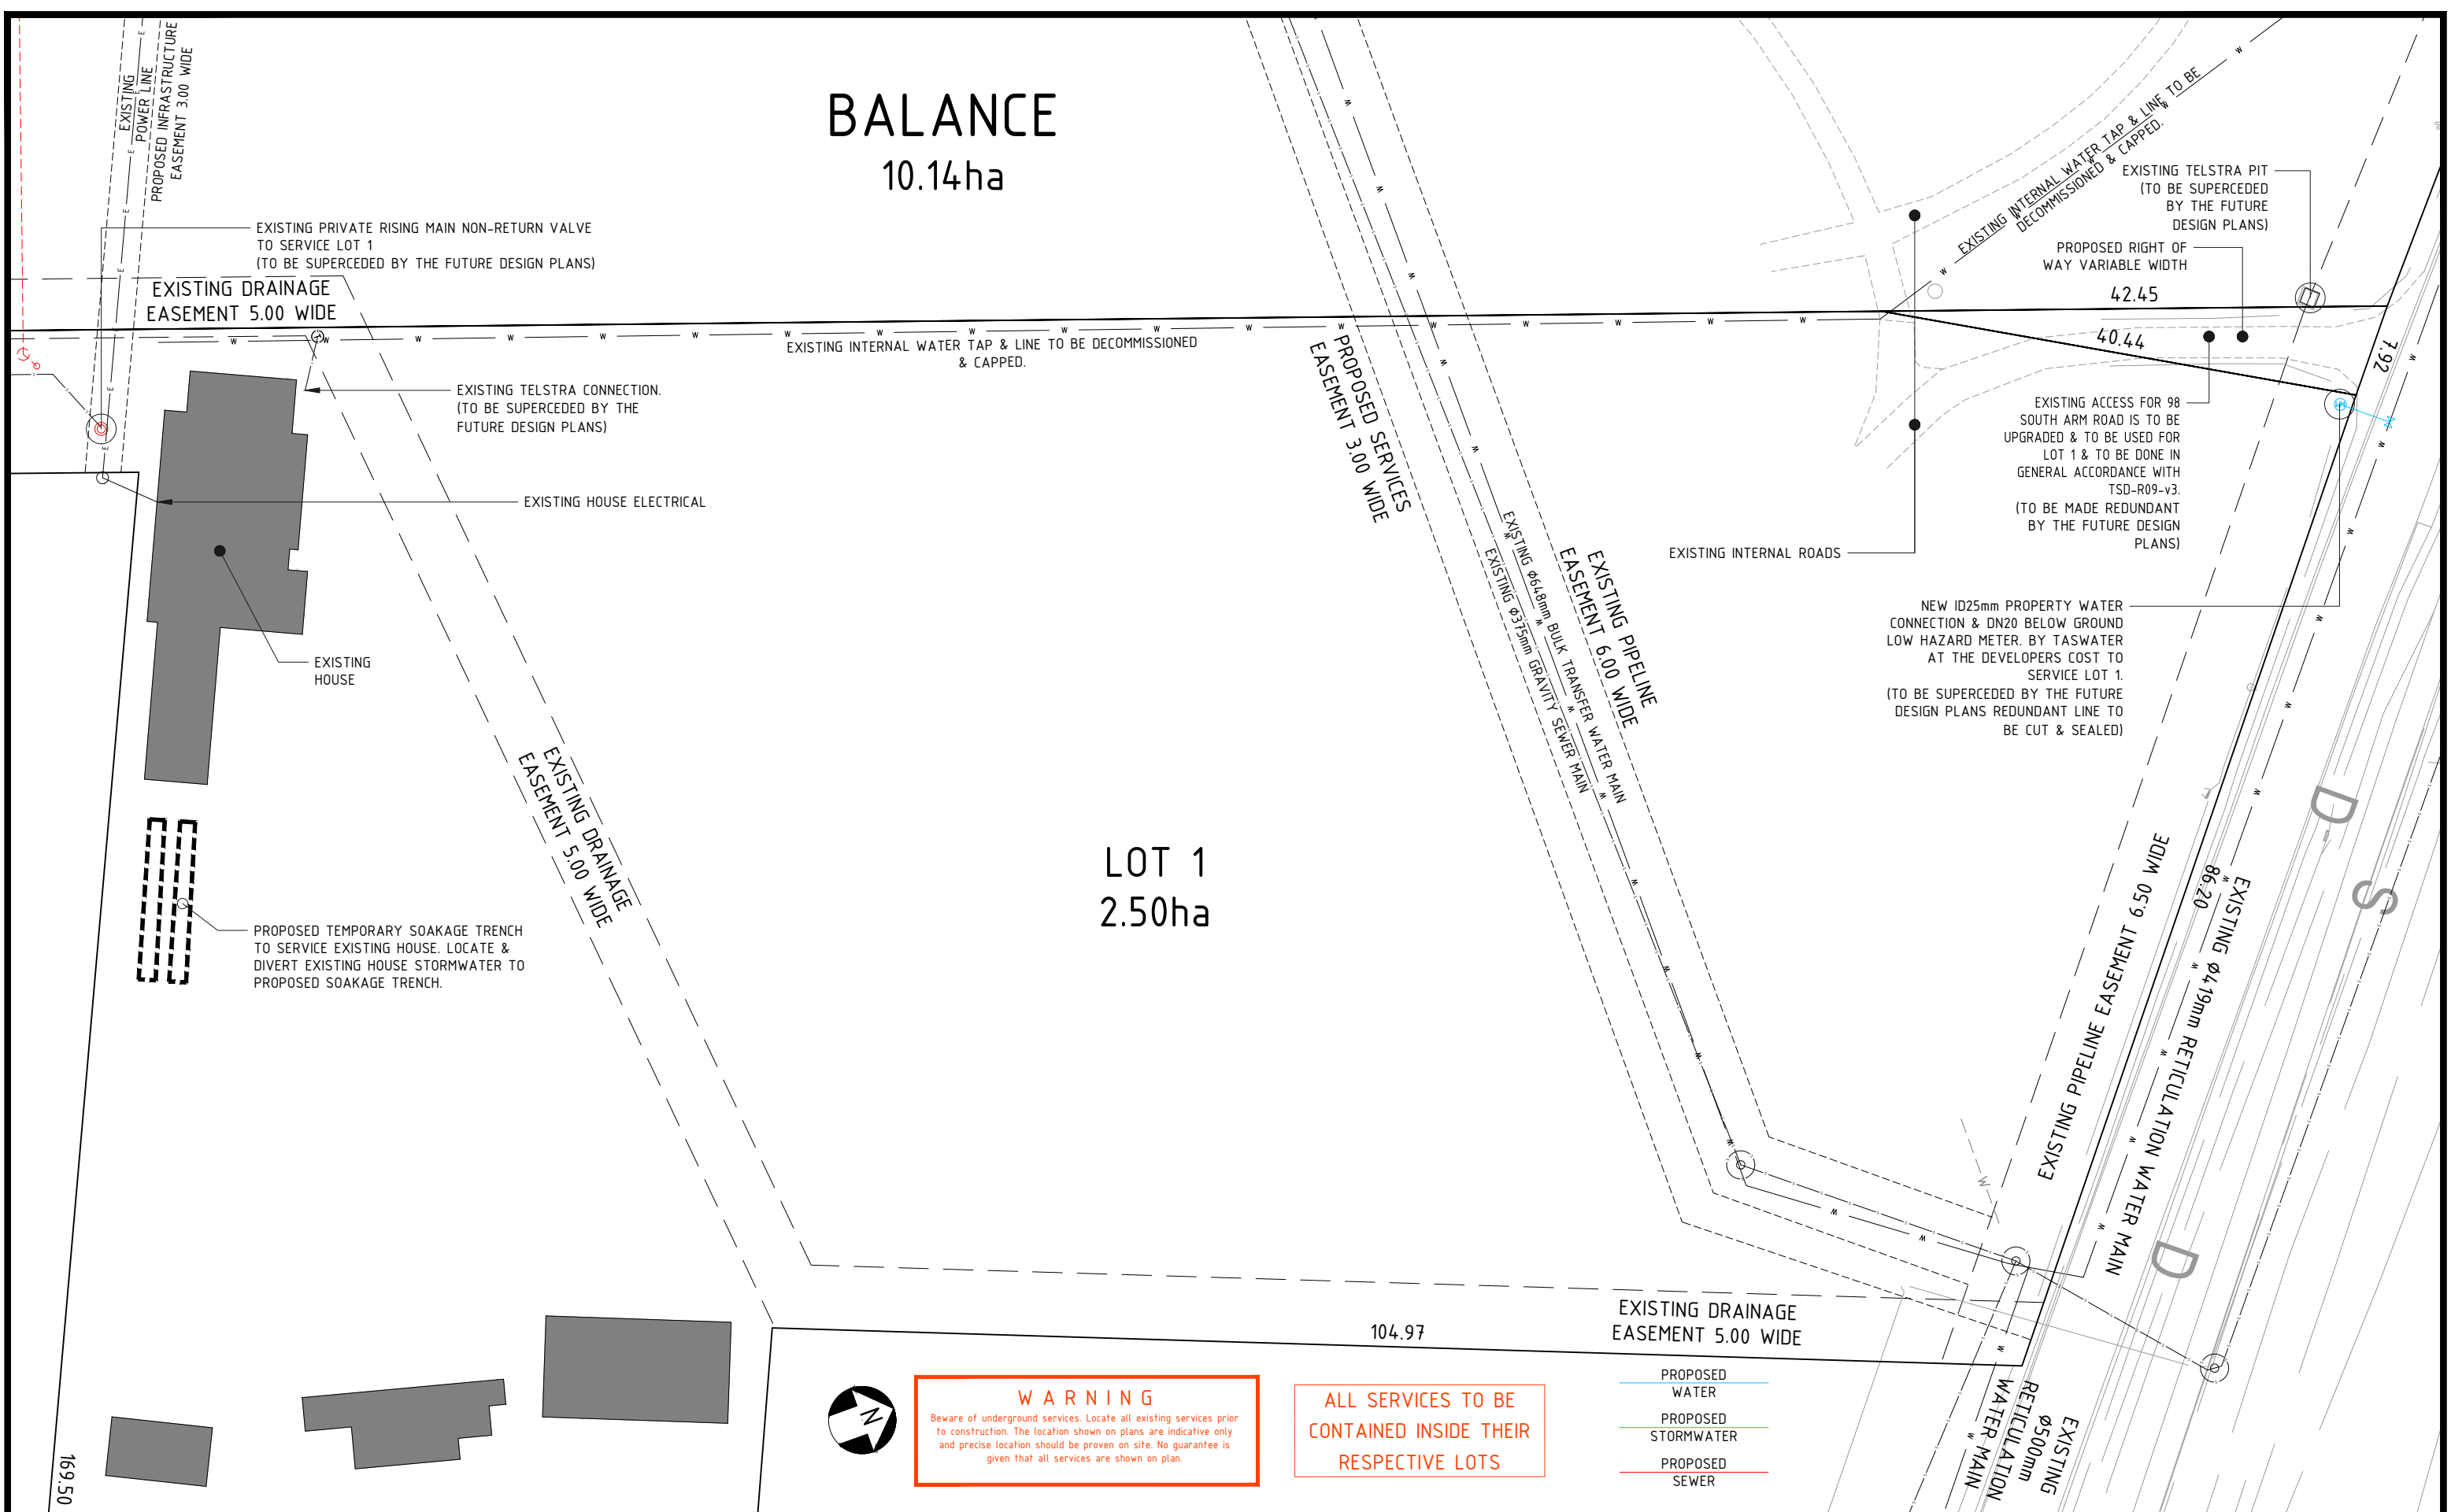 EXISTING
POWER LINE
PROPOSED INFRASTRUCTURE
EASEMENT 3.00 WIDE
BALANCE
10.14ha
EXISTING INTERNAL WATER TAP & LINE TO BE
DECOMMISSIONED & CAPPED.
EXISTING TELSTRA PIT
(TO BE SUPERCEDED
BY THE FUTURE
DESIGN PLANS)
PROPOSED RIGHT OF
WAY VARIABLE WIDTH
42.45
40.44
7.92
EXISTING PRIVATE RISING MAIN NON-RETURN VALVE
TO SERVICE LOT 1
(TO BE SUPERCEDED BY THE FUTURE DESIGN PLANS)
EXISTING DRAINAGE
EASEMENT 5.00 WIDE
EXISTING INTERNAL WATER TAP & LINE TO BE DECOMMISSIONED
& CAPPED.
EXISTING TELSTRA CONNECTION.
(TO BE SUPERCEDED BY THE
FUTURE DESIGN PLANS)
EXISTING HOUSE ELECTRICAL
EXISTING
HOUSE
PROPOSED SERVICES
EASEMENT 3.00 WIDE
EXISTING Φ648mm BULK TRANSFER WATER MAIN
EXISTING Φ375mm GRAVITY SEWER MAIN
EXISTING PIPELINE
EASEMENT 6.00 WIDE
EXISTING ACCESS FOR 98
SOUTH ARM ROAD IS TO BE
UPGRADED & TO BE USED FOR
LOT 1 & TO BE DONE IN
GENERAL ACCORDANCE WITH
TSD-R09-v3.
(TO BE MADE REDUNDANT
BY THE FUTURE DESIGN
PLANS)
EXISTING INTERNAL ROADS
NEW ID25mm PROPERTY WATER
CONNECTION & DN20 BELOW GROUND
LOW HAZARD METER. BY TASWATER
AT THE DEVELOPERS COST TO
SERVICE LOT 1.
(TO BE SUPERCEDED BY THE FUTURE
DESIGN PLANS REDUNDANT LINE TO
BE CUT & SEALED)
EXISTING DRAINAGE
EASEMENT 5.00 WIDE
LOT 1
2.50ha
PROPOSED TEMPORARY SOAKAGE TRENCH
TO SERVICE EXISTING HOUSE. LOCATE &
DIVERT EXISTING HOUSE STORMWATER TO
PROPOSED SOAKAGE TRENCH.
EXISTING PIPELINE EASEMENT 6.50 WIDE
86.20
EXISTING Φ419mm RETICULATION WATER MAIN
D-
S
D
EXISTING DRAINAGE
EASEMENT 5.00 WIDE
104.97
169.50
N
WARNING
Beware of underground services. Locate all existing services prior
to construction. The location shown on plans are indicative only
and precise location should be proven on site. No guarantee is
given that all services are shown on plan.
ALL SERVICES TO BE
CONTAINED INSIDE THEIR
RESPECTIVE LOTS
PROPOSED
WATER
PROPOSED
STORMWATER
PROPOSED
SEWER
EXISTING
Φ500mm
RETICULATION
WATER MAIN